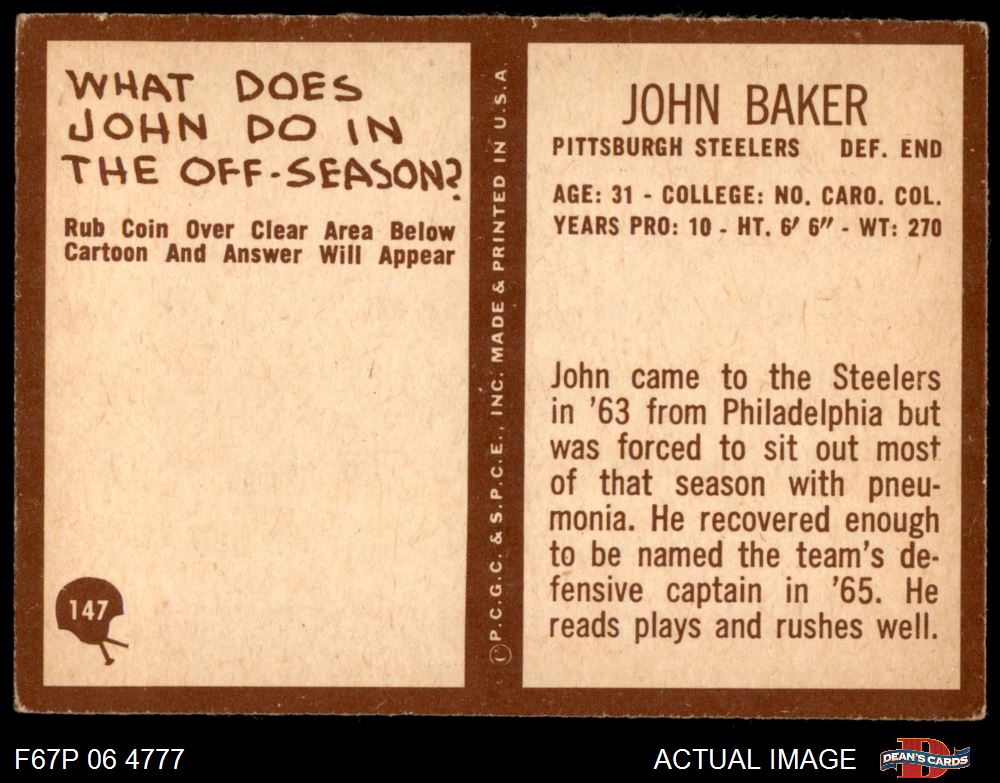 WHAT DOES
JOHN DO IN
THE OFF-SEASON?
Rub Coin Over Clear Area Below
Cartoon And Answer Will Appear
147
©P.C.G.C. & S.P.C.E., INC. MADE & PRINTED IN U.S.A.
JOHN BAKER
PITTSBURGH STEELERS DEF. END
AGE: 31 - COLLEGE: NO. CARO. COL.
YEARS PRO: 10 - HT. 6′ 6″ - WT: 270
John came to the Steelers
in '63 from Philadelphia but
was forced to sit out most
of that season with pneu-
monia. He recovered enough
to be named the team's de-
fensive captain in '65. He
reads plays and rushes well.
F67P 06 4777
ACTUAL IMAGE
DEAN'S CARDS